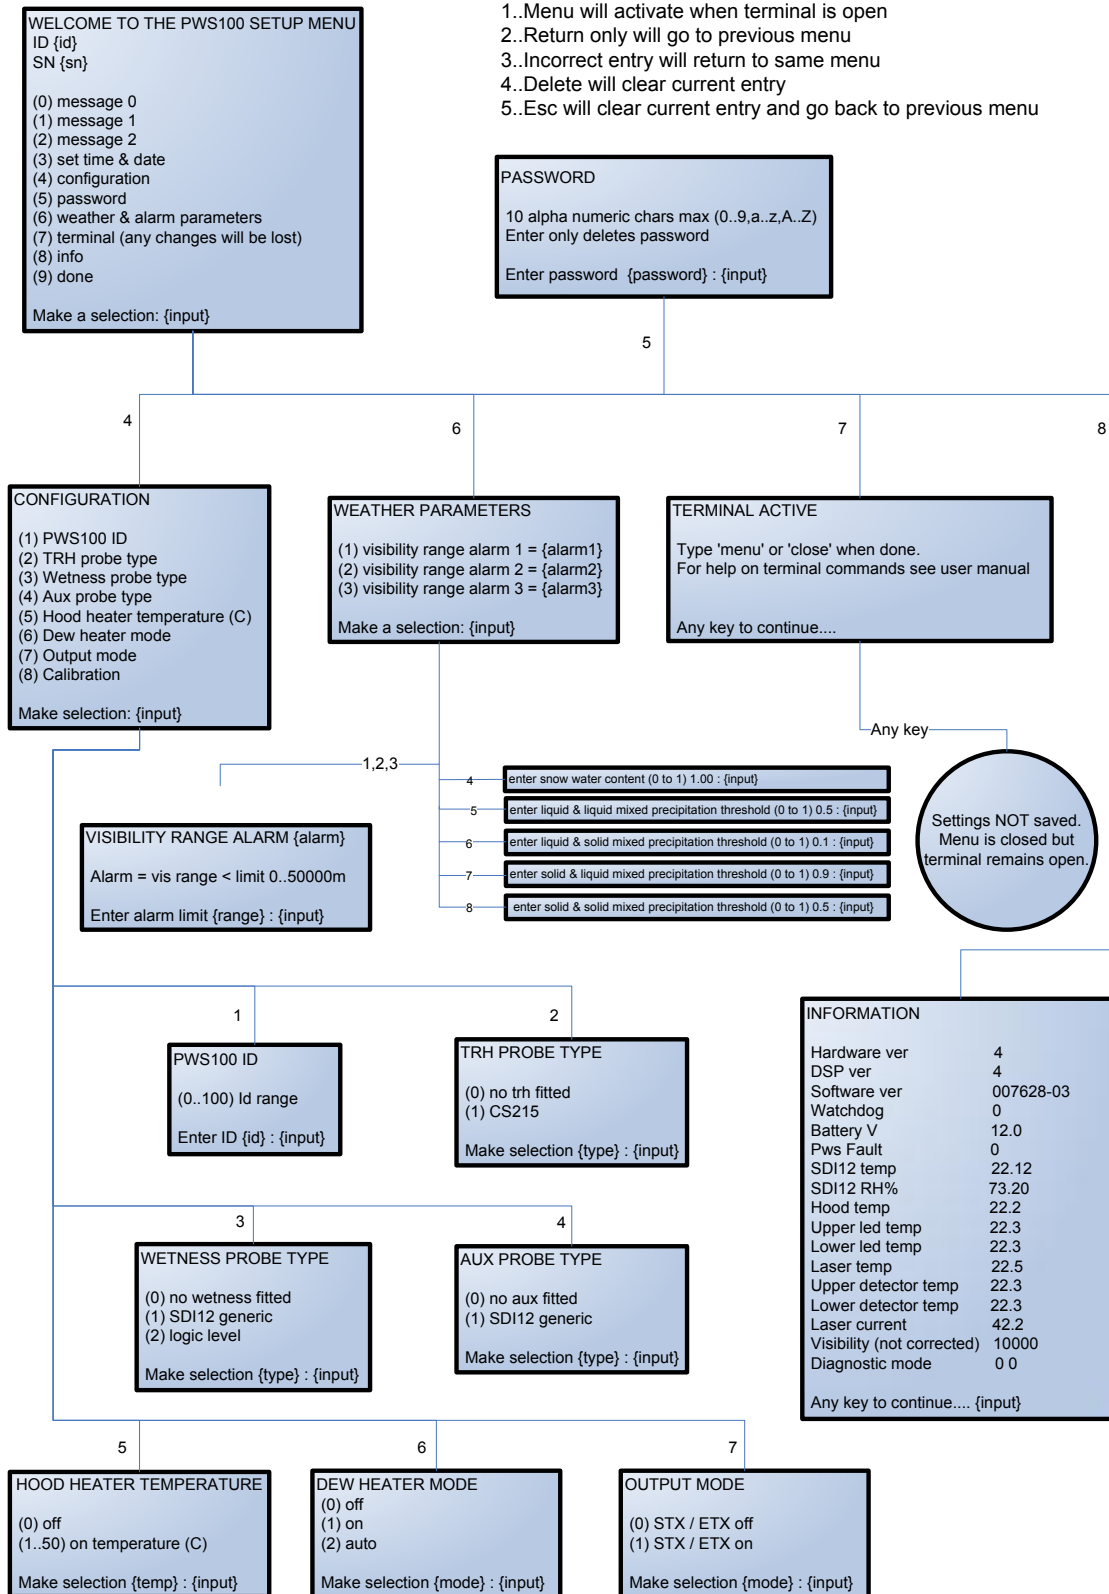 WELCOME TO THE PWS100 SETUP MENU
ID {id}
SN {sn}
(0) message 0
(1) message 1
(2) message 2
(3) set time & date
(4) configuration
(5) password
(6) weather & alarm parameters
(7) terminal (any changes will be lost)
(8) info
(9) done
Make a selection: {input}
1..Menu will activate when terminal is open
2..Return only will go to previous menu
3..Incorrect entry will return to same menu
4..Delete will clear current entry
5..Esc will clear current entry and go back to previous menu
PASSWORD
10 alpha numeric chars max (0..9,a..z,A..Z)
Enter only deletes password
Enter password  {password} : {input}
5
4
6
7
8
CONFIGURATION
(1) PWS100 ID
(2) TRH probe type
(3) Wetness probe type
(4) Aux probe type
(5) Hood heater temperature (C)
(6) Dew heater mode
(7) Output mode
(8) Calibration
Make selection: {input}
WEATHER PARAMETERS
(1) visibility range alarm 1 = {alarm1}
(2) visibility range alarm 2 = {alarm2}
(3) visibility range alarm 3 = {alarm3}
Make a selection: {input}
TERMINAL ACTIVE
Type 'menu' or 'close' when done.
For help on terminal commands see user manual
Any key to continue....
Any key
Settings NOT saved.
Menu is closed but
terminal remains open.
1,2,3
4
enter snow water content (0 to 1) 1.00 : {input}
5
enter liquid & liquid mixed precipitation threshold (0 to 1) 0.5 : {input}
6
enter liquid & solid mixed precipitation threshold (0 to 1) 0.1 : {input}
7
enter solid & liquid mixed precipitation threshold (0 to 1) 0.9 : {input}
8
enter solid & solid mixed precipitation threshold (0 to 1) 0.5 : {input}
VISIBILITY RANGE ALARM {alarm}
Alarm = vis range < limit 0..50000m
Enter alarm limit {range} : {input}
1
2
PWS100 ID
(0..100) Id range
Enter ID {id} : {input}
TRH PROBE TYPE
(0) no trh fitted
(1) CS215
Make selection {type} : {input}
INFORMATION
Hardware ver 4
DSP ver 4
Software ver 007628-03
Watchdog 0
Battery V 12.0
Pws Fault 0
SDI12 temp 22.12
SDI12 RH% 73.20
Hood temp 22.2
Upper led temp 22.3
Lower led temp 22.3
Laser temp 22.5
Upper detector temp 22.3
Lower detector temp 22.3
Laser current 42.2
Visibility (not corrected) 10000
Diagnostic mode 0 0
Any key to continue.... {input}
3
4
WETNESS PROBE TYPE
(0) no wetness fitted
(1) SDI12 generic
(2) logic level
Make selection {type} : {input}
AUX PROBE TYPE
(0) no aux fitted
(1) SDI12 generic
Make selection {type} : {input}
5
6
7
HOOD HEATER TEMPERATURE
(0) off
(1..50) on temperature (C)
Make selection {temp} : {input}
DEW HEATER MODE
(0) off
(1) on
(2) auto
Make selection {mode} : {input}
OUTPUT MODE
(0) STX / ETX off
(1) STX / ETX on
Make selection {mode} : {input}